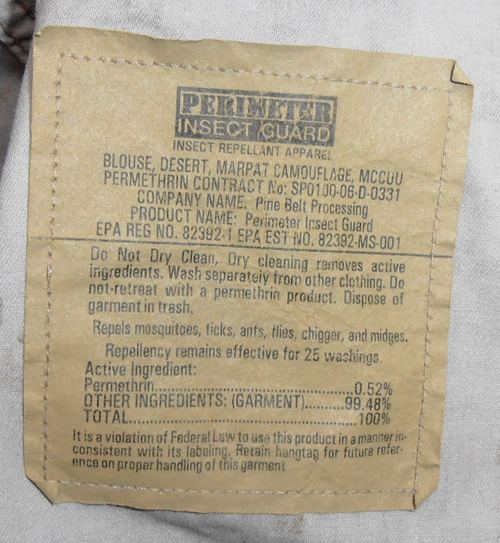 PERIMETER
INSECT GUARD
INSECT REPELLANT APPAREL
BLOUSE, DESERT, MARPAT CAMOUFLAGE, MCCUU
PERMETHRIN CONTRACT No: SP0100-06-D-0331
COMPANY NAME: Pine Belt Processing
PRODUCT NAME: Perimeter Insect Guard
EPA REG NO. 82392-1 EPA EST NO. 82392-MS-001
Do Not Dry Clean, Dry cleaning removes active
ingredients. Wash separately from other clothing. Do
not-retreat with a permethrin product. Dispose of
garment in trash.
Repels mosquitoes, ticks, ants, flies, chigger, and midges.
Repellency remains effective for 25 washings.
Active Ingredient:
Permethrin..............................0.52%
OTHER INGREDIENTS: (GARMENT)........99.48%
TOTAL...................................100%
It is a violation of Federal Law to use this product in a manner in-
consistent with its labeling. Retain hangtag for future refer-
ence on proper handling of this garment